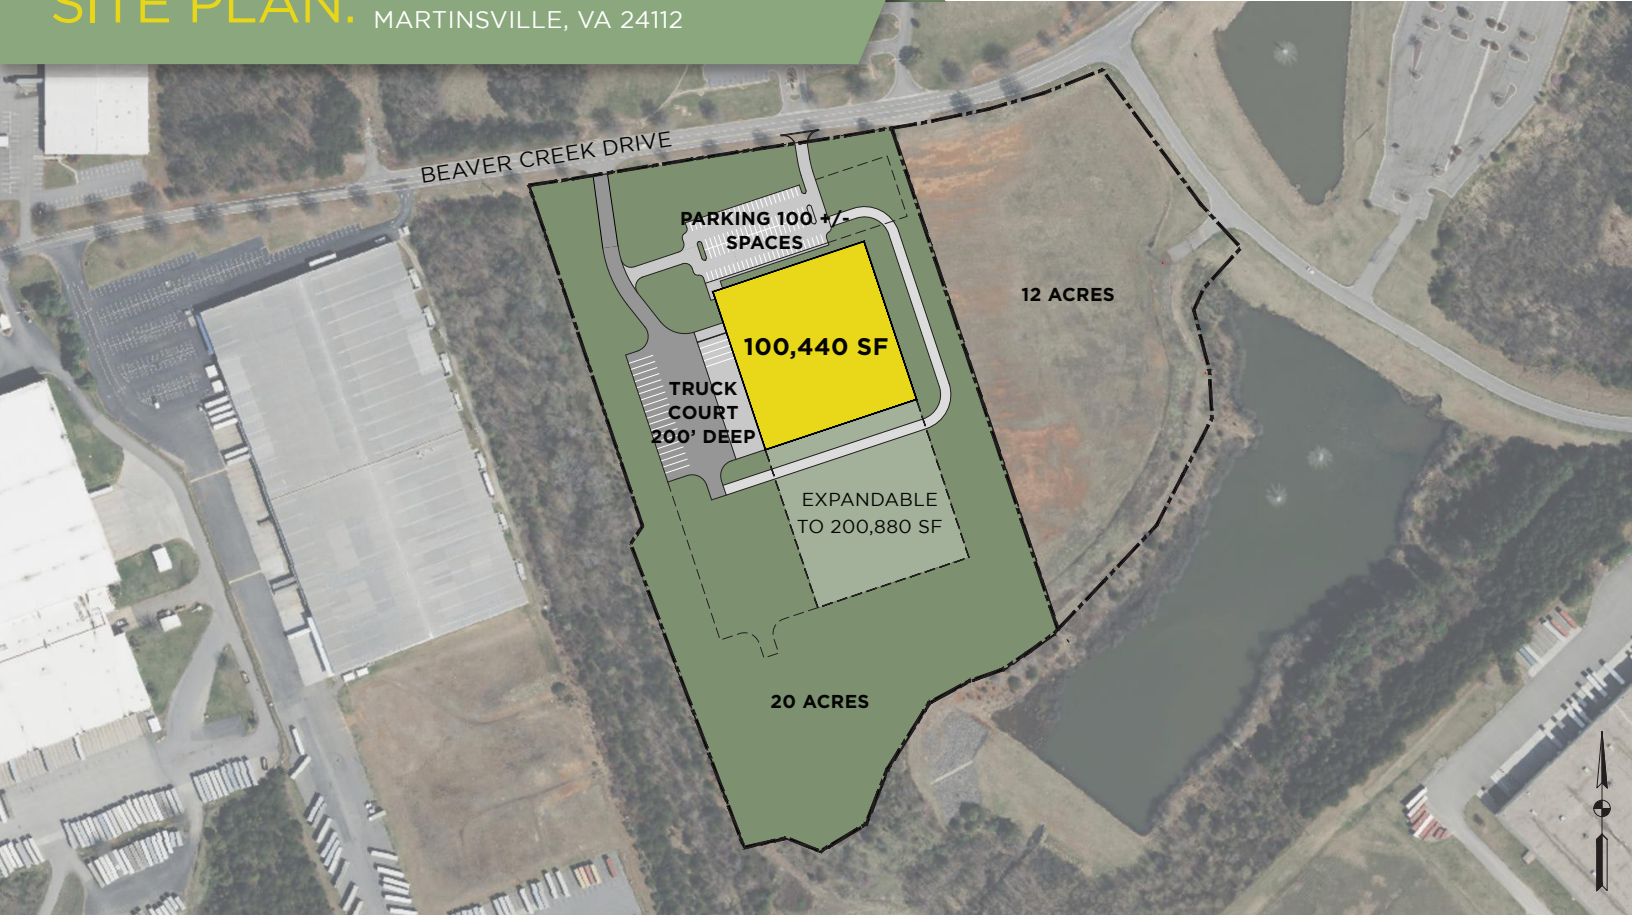 SITE PLAN.
MARTINSVILLE, VA 24112
BEAVER CREEK DRIVE
PARKING 100 +/-
SPACES
12 ACRES
100,440 SF
TRUCK
COURT
200’ DEEP
EXPANDABLE
TO 200,880 SF
20 ACRES